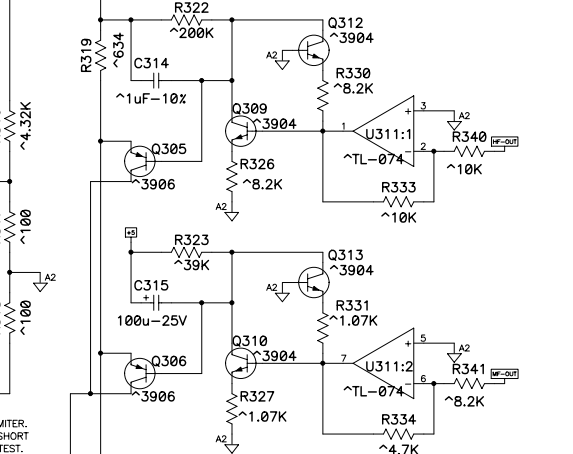 R322
^200K
Q312
^3904
A2
R319
^634
C314
^1uF-10%
R330
^8.2K
^4.32K
Q309
^3904
1
3
+
A2
U311:1
-
2
R340
HF-OUT
^TL-074
^10K
Q305
^3906
R326
^8.2K
R333
^10K
A2
^100
+5
R323
^39K
Q313
^3904
A2
A2
C315
+
100u-25V
R331
^1.07K
^100
Q310
^3904
7
5
+
A2
U311:2
-
6
R341
MF-OUT
^TL-074
^8.2K
Q306
^3906
R327
^1.07K
R334
^4.7K
A2
MITER.
SHORT
TEST.